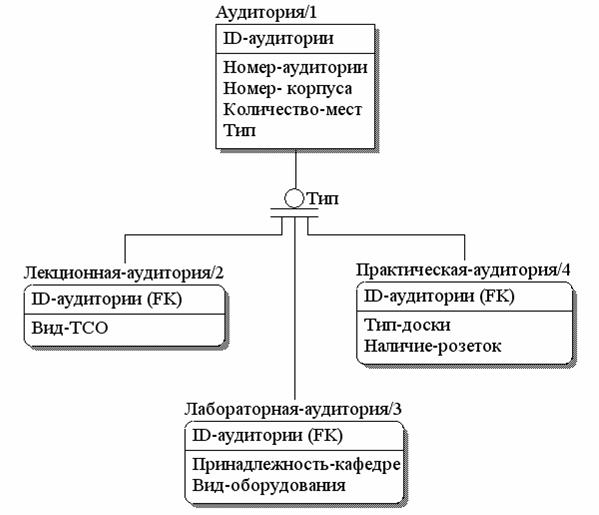 Аудитория/1
ID-аудитории
Номер-аудитории
Номер- корпуса
Количество-мест
Тип
Тип
Лекционная-аудитория/2
ID-аудитории (FK)
Вид-ТСО
Практическая-аудитория/4
ID-аудитории (FK)
Тип-доски
Наличие-розеток
Лабораторная-аудитория/3
ID-аудитории (FK)
Принадлежность-кафедре
Вид-оборудования